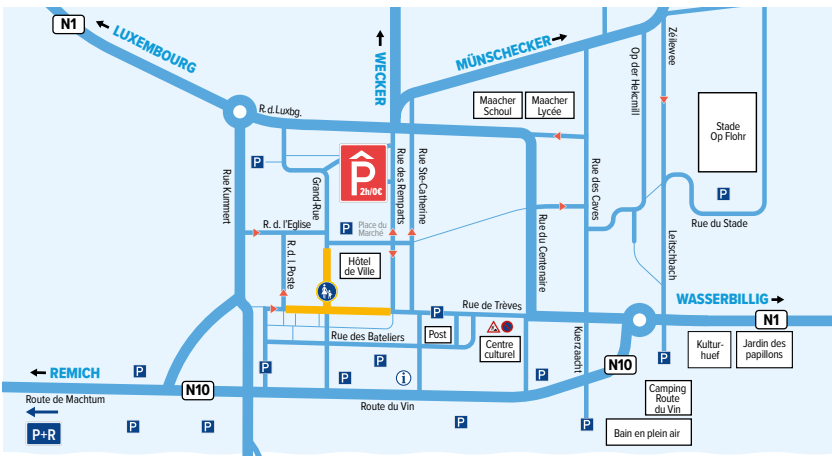 N1
LUXEMBOURG
WECKER
MÜNSCHECKER
Op der Heckmill
Zéilewee
R.d.Luxbg.
Maacher
Schoul
Maacher
Lycée
Stade
Op Flohr
P
P
2h/0€
Rue Kummert
Grand-Rue
Rue des Remparts
Rue Ste-Catherine
Rue des Caves
P
Rue du Stade
R. d. l'Eglise
P
Place du
Marché
R. d. l. Poste
Hôtel
de Ville
Rue du Centenaire
Leitschbach
WASSERBILLIG
N1
Rue de Trèves
P
Rue des Bateliers
Post
Centre
culturel
Kuerzaacht
Kultur-
huef
Jardin des
papillons
P
N10
REMICH
P
P
P
P
i
P
N10
Route de Machtum
Route du Vin
Camping
Route
du Vin
P+R
P
P
P
P
Bain en plein air